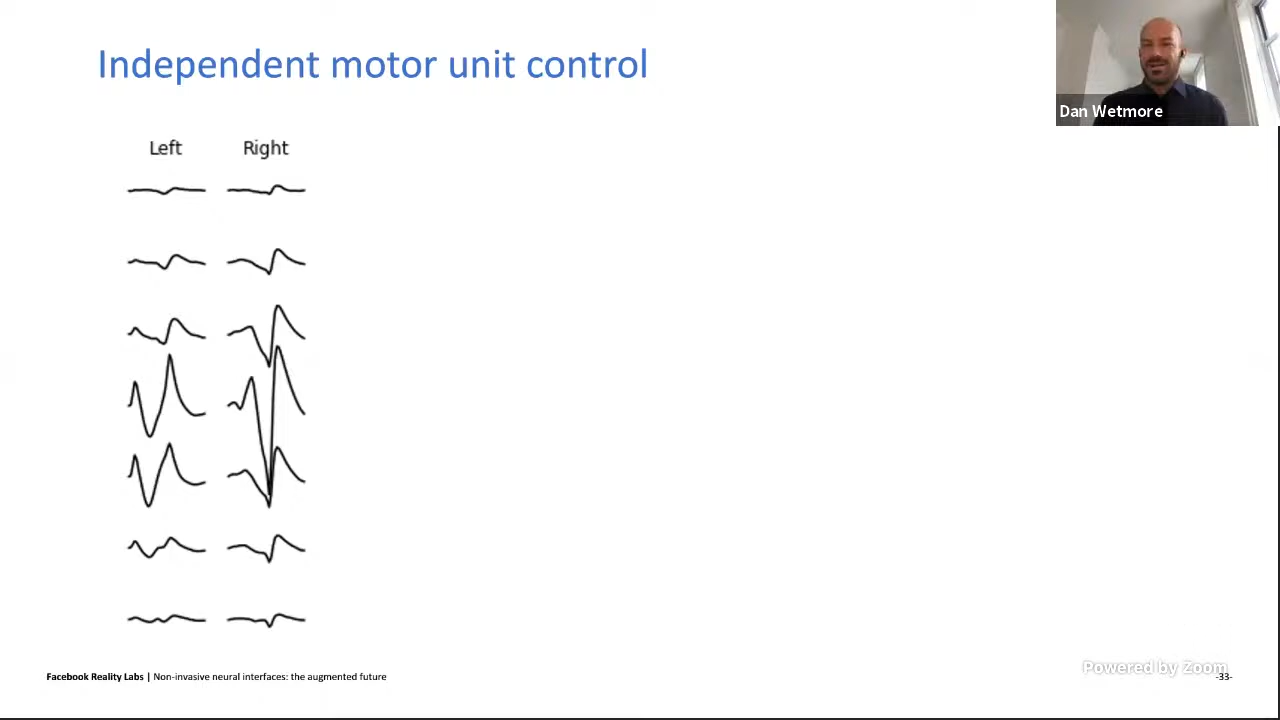 Independent motor unit control
Dan Wetmore
Left Right
Facebook Reality Labs | Non-invasive neural interfaces: the augmented future
Powered by Zoom
-33-